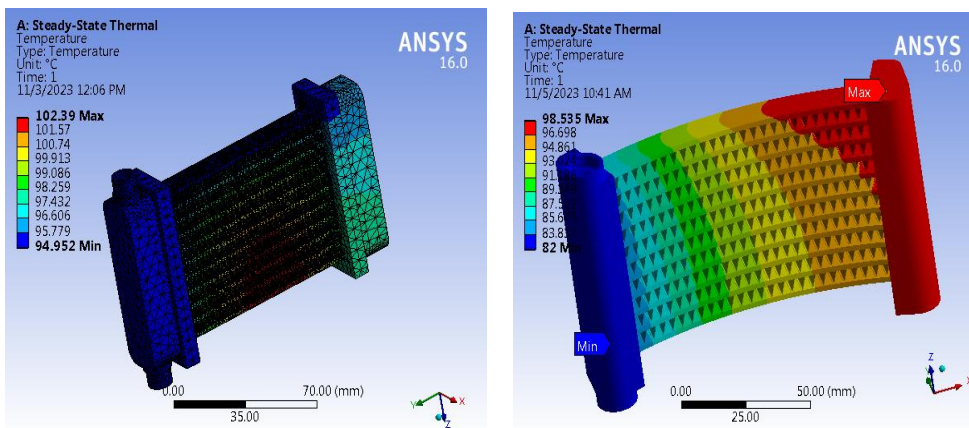 A: Steady-State Thermal
Temperature
Type: Temperature
Unit: °C
Time: 1
11/3/2023 12:06 PM
ANSYS
16.0
102.39 Max
101.57
100.74
99.913
99.086
98.259
97.432
96.606
95.779
94.952 Min
0.00
70.00 (mm)
35.00
Y
X
Z
A: Steady-State Thermal
Temperature
Type: Temperature
Unit: °C
Time: 1
11/5/2023 10:41 AM
ANSYS
16.0
98.535 Max
96.698
94.861
82 M
Max
Min
0.00
50.00 (mm)
25.00
Z
X